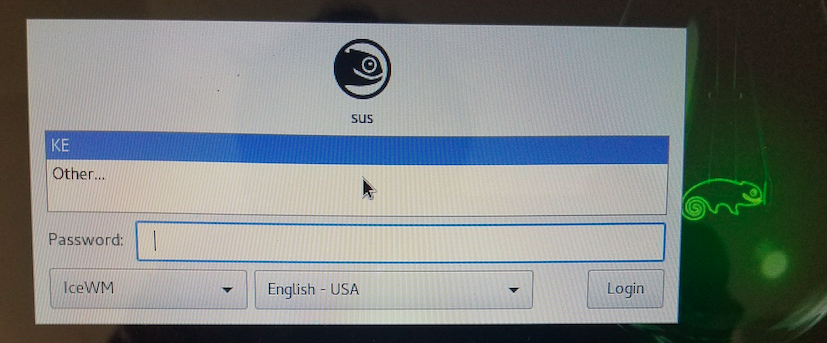 sus
KE
Other...
Password:
IceWM
English - USA
Login